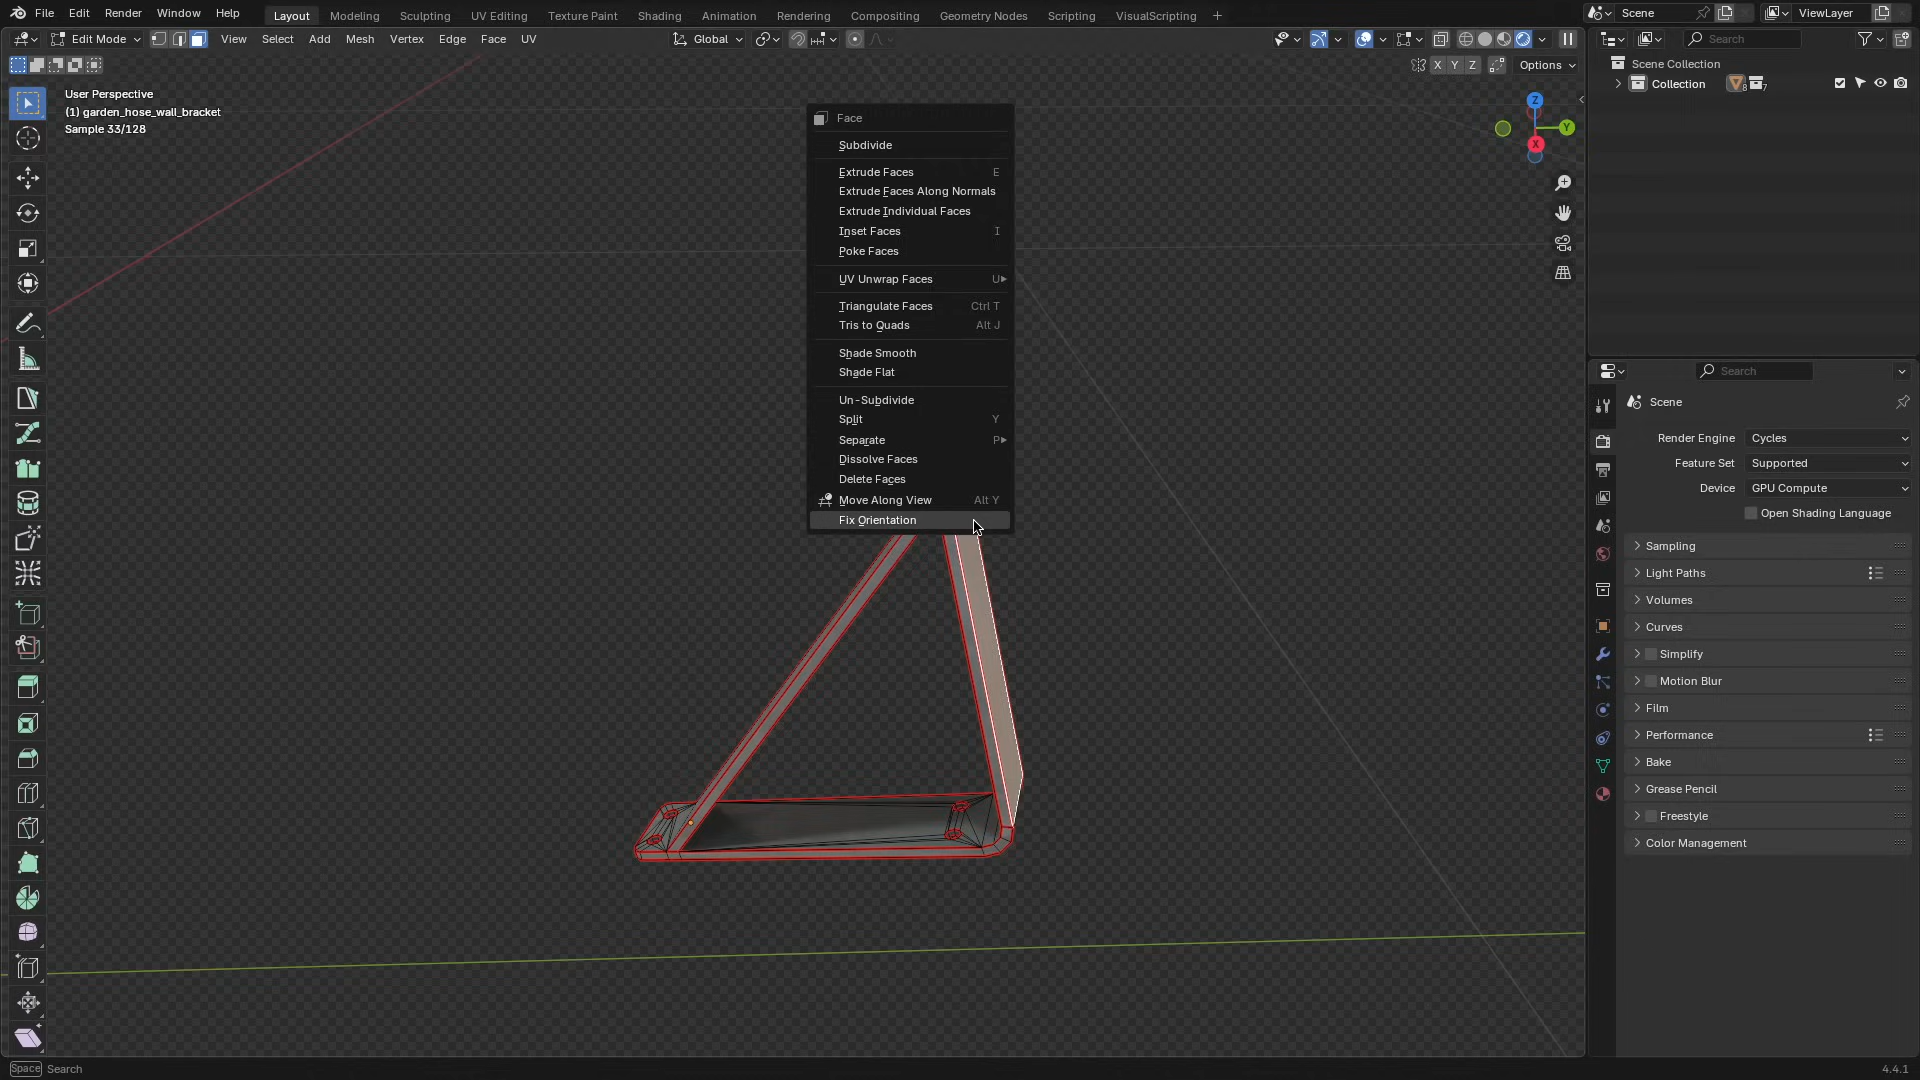 File Edit Render Window Help Layout Modeling Sculpting UV Editing Texture Paint Shading Animation Rendering Compositing Geometry Nodes Scripting VisualScripting + Scene ViewLayer
Edit Mode View Select Add Mesh Vertex Edge Face UV Global
X Y Z Options
Search
Scene Collection
Collection 8 7
User Perspective
(1) garden_hose_wall_bracket
Sample 33/128
Z
Y
X
Face
Subdivide
Extrude Faces E
Extrude Faces Along Normals
Extrude Individual Faces
Inset Faces I
Poke Faces
UV Unwrap Faces U
Triangulate Faces Ctrl T
Tris to Quads Alt J
Shade Smooth
Shade Flat
Un-Subdivide
Split Y
Separate P
Dissolve Faces
Delete Faces
Move Along View Alt Y
Fix Orientation
Search
Scene
Render Engine Cycles
Feature Set Supported
Device GPU Compute
Open Shading Language
Sampling
Light Paths
Volumes
Curves
Simplify
Motion Blur
Film
Performance
Bake
Grease Pencil
Freestyle
Color Management
Space Search
4.4.1